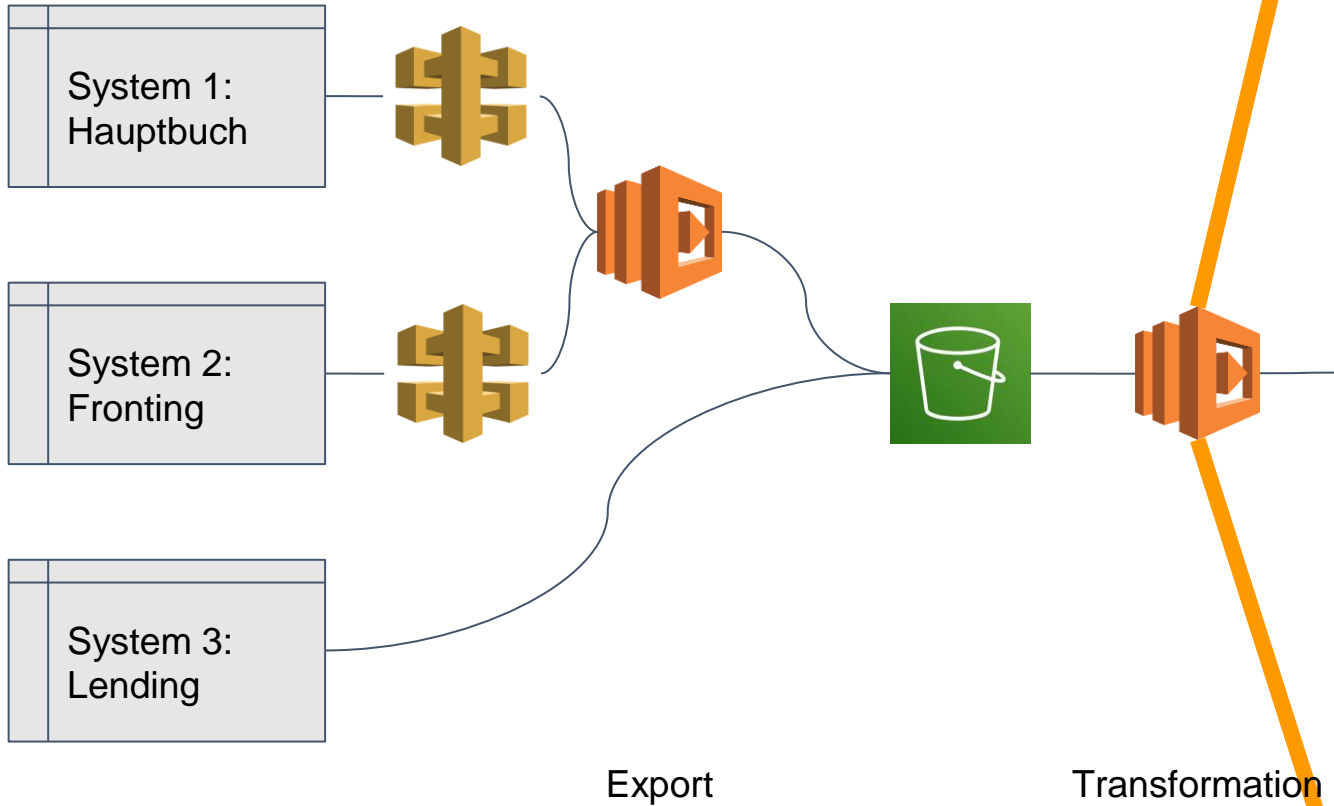 System 1:
Hauptbuch
System 2:
Fronting
System 3:
Lending
Export
Transformation